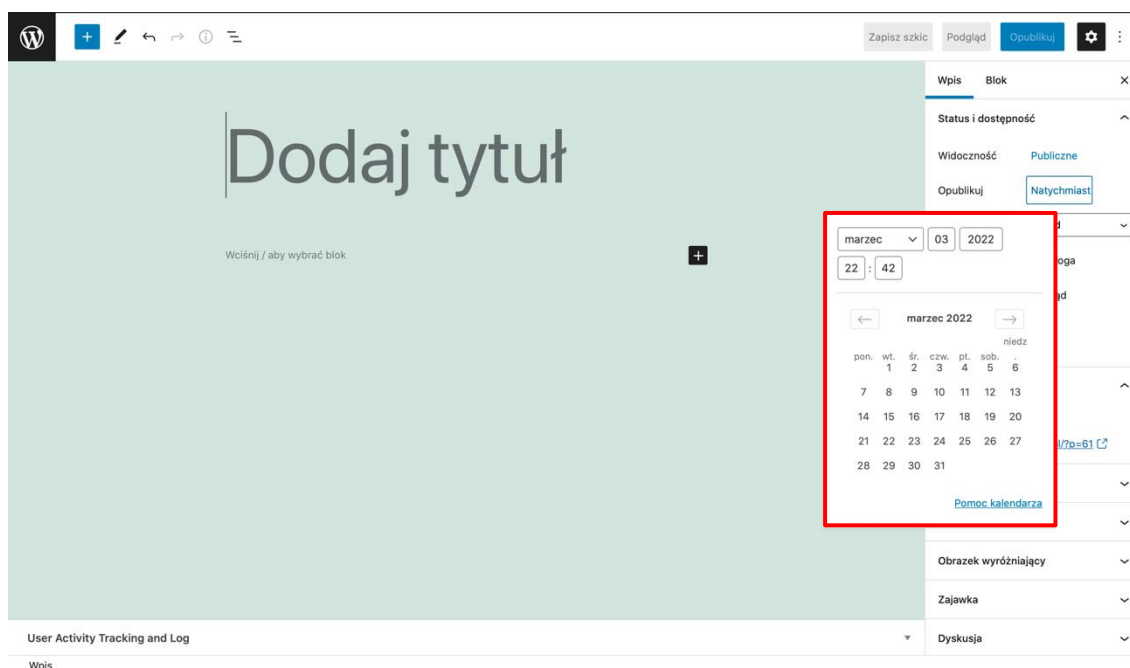 Zapisz szkic Podgląd Opublikuj
Wpis Blok
Status i dostępność
Widoczność Publiczne
Opublikuj Natychmiast
Dodaj tytuł
Wciśnij / aby wybrać blok
marzec 03 2022
22 : 42
marzec 2022
pon. wt. śr. czw. pt. sob. niedz.
1 2 3 4 5 6
7 8 9 10 11 12 13
14 15 16 17 18 19 20
21 22 23 24 25 26 27
28 29 30 31
Pomoc kalendarza
l/?p=61
Obrazek wyróżniający
Zajawka
Dyskusja
User Activity Tracking and Log
Wpis